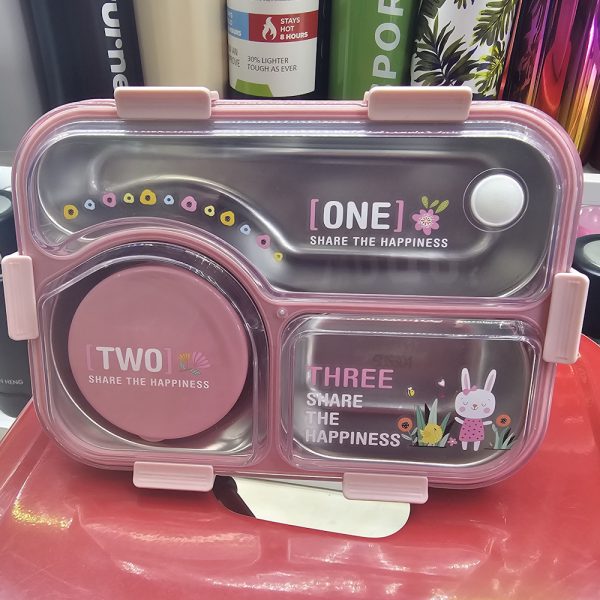 STAYS
HOT
8 HOURS
30% LIGHTER
TOUGH AS EVER
POR
[ONE]
SHARE THE HAPPINESS
[TWO]
SHARE THE HAPPINESS
THREE
SHARE
THE
HAPPINESS